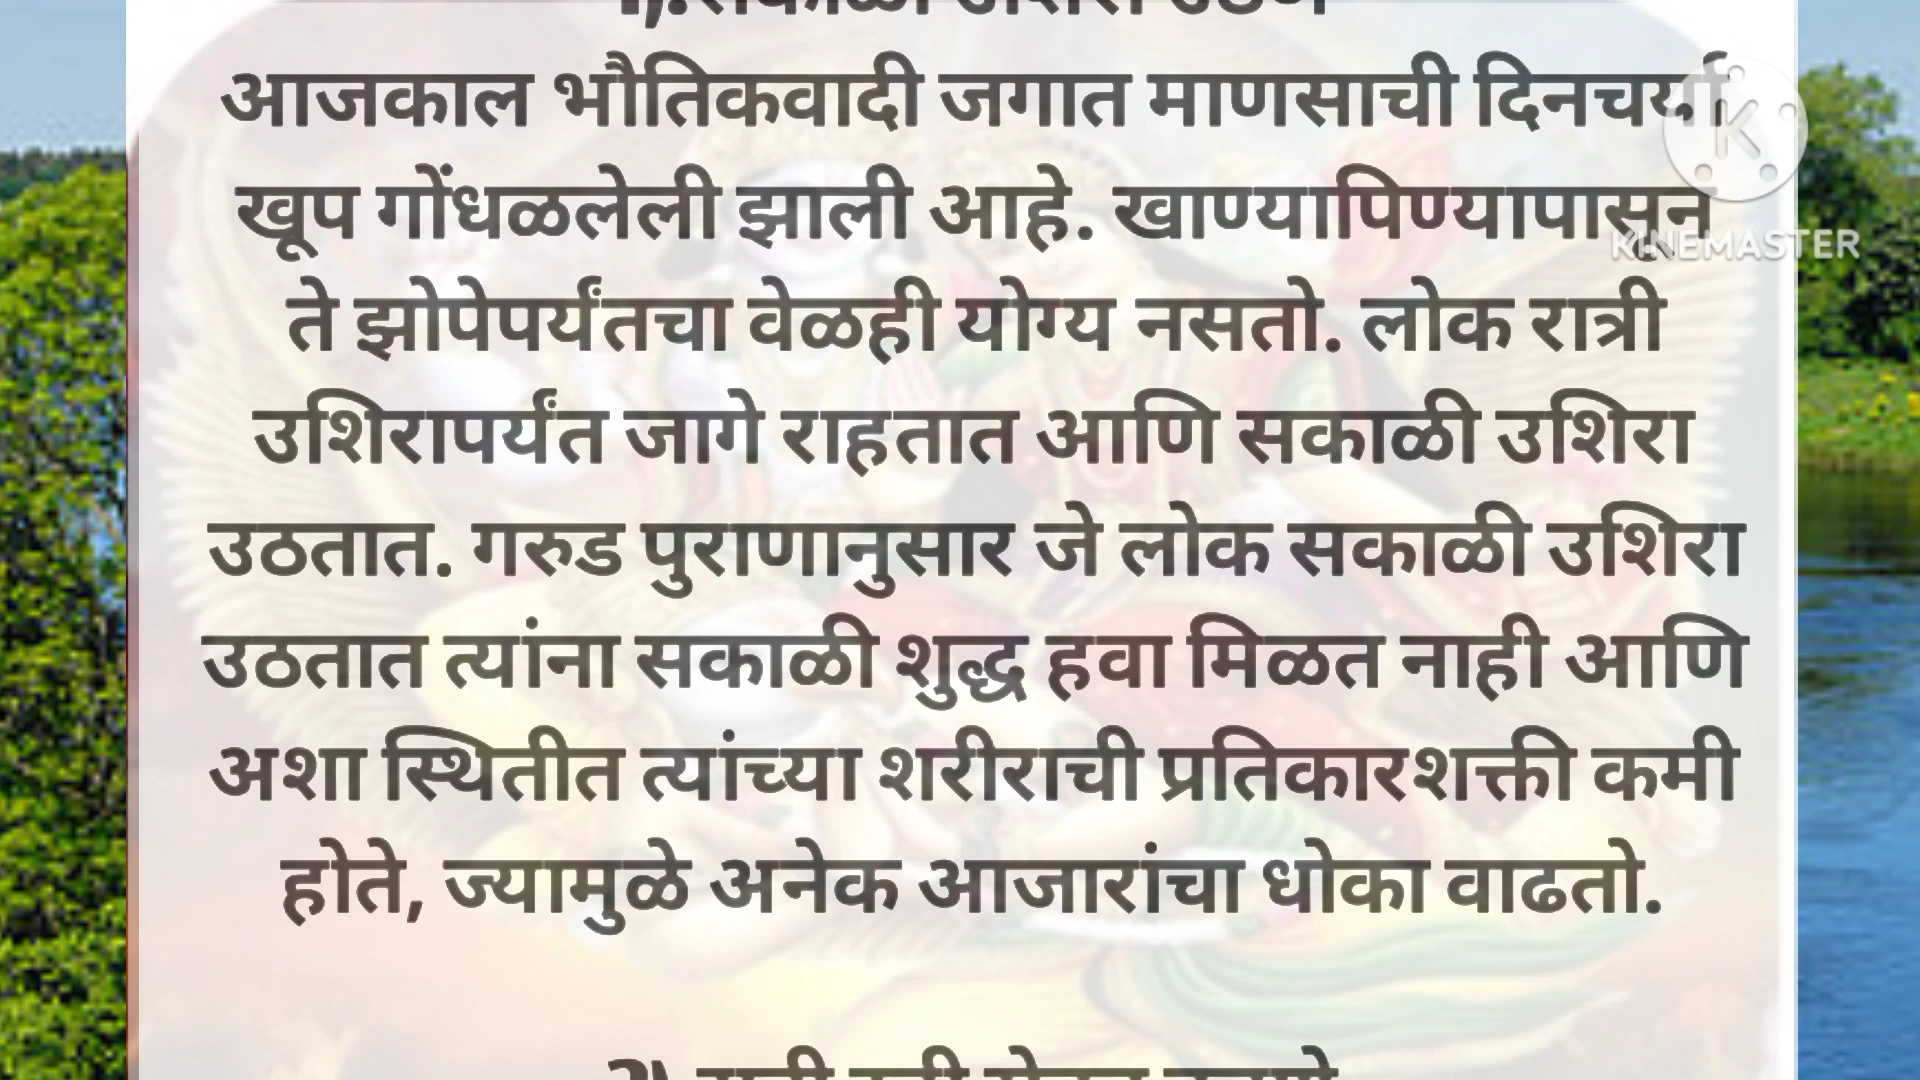 आजकाल भौतिकवादी जगात माणसाची दिनचर्या
खूप गोंधळलेली झाली आहे. खाण्यापिण्यापासून
ते झोपेपर्यंतचा वेळही योग्य नसतो. लोक रात्री
उशिरापर्यंत जागे राहतात आणि सकाळी उशिरा
उठतात. गरुड पुराणानुसार जे लोक सकाळी उशिरा
उठतात त्यांना सकाळी शुद्ध हवा मिळत नाही आणि
अशा स्थितीत त्यांच्या शरीराची प्रतिकारशक्ती कमी
होते, ज्यामुळे अनेक आजारांचा धोका वाढतो.
K
KINEMASTER